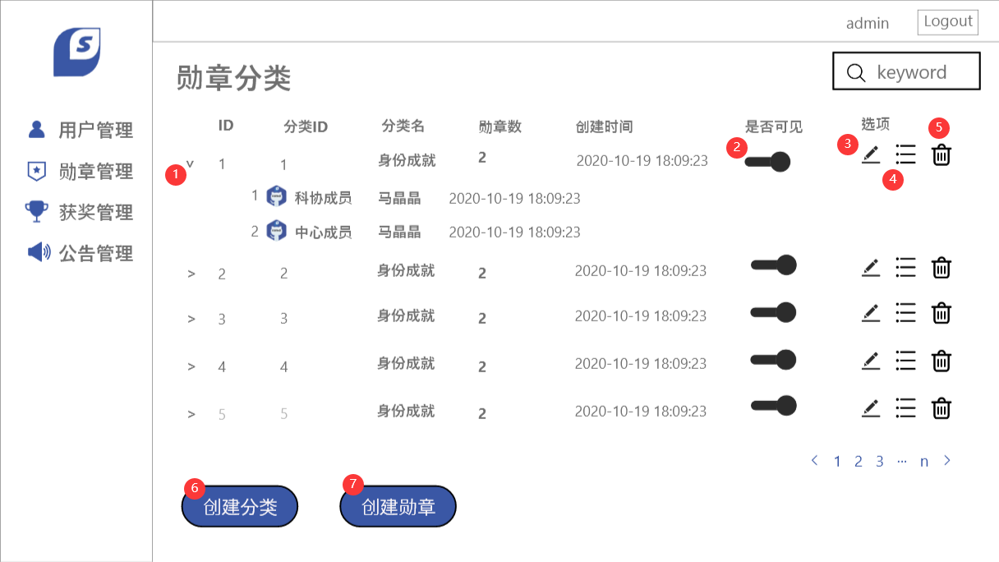 S
admin Logout
勋章分类
keyword
用户管理
勋章管理
获奖管理
公告管理
ID 分类ID 分类名 勋章数 创建时间 是否可见 选项 5
1 v 1 1 身份成就 2 2020-10-19 18:09:23 2 3 4
1 科协成员 马晶晶 2020-10-19 18:09:23
2 中心成员 马晶晶 2020-10-19 18:09:23
> 2 2 身份成就 2 2020-10-19 18:09:23
> 3 3 身份成就 2 2020-10-19 18:09:23
> 4 4 身份成就 2 2020-10-19 18:09:23
> 5 5 身份成就 2 2020-10-19 18:09:23
< 1 2 3 ··· n >
6 创建分类
7 创建勋章